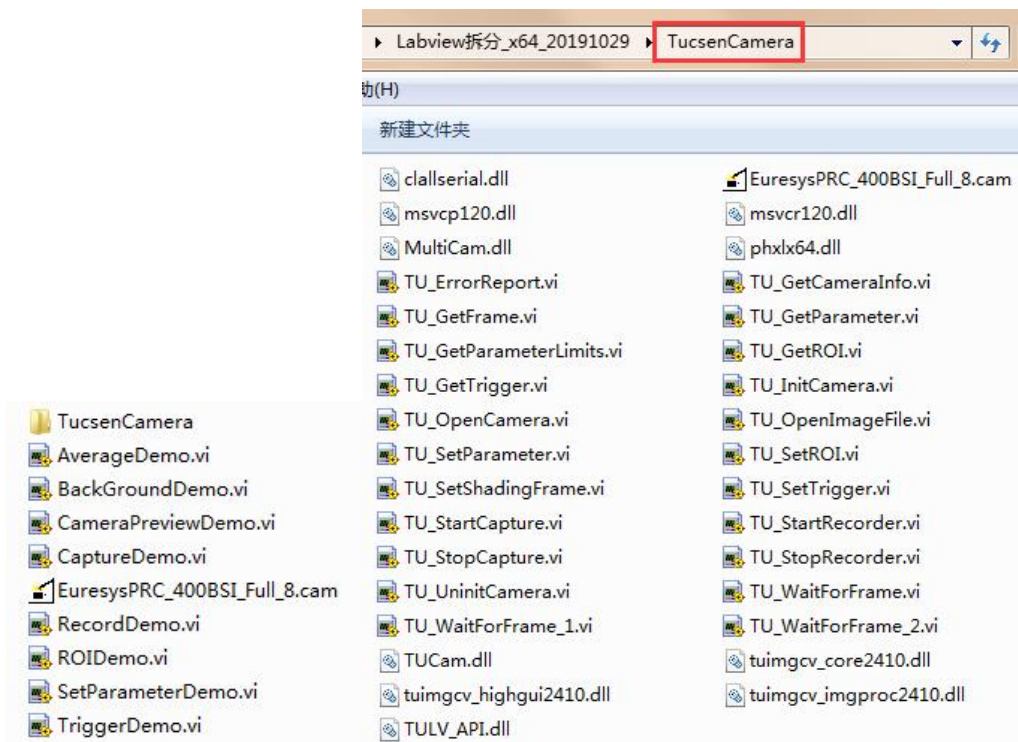 Labview拆分_x64_20191029 TucsenCamera
助(H)
新建文件夹
clallserial.dll EuresysPRC_400BSI_Full_8.cam
msvcp120.dll msvcr120.dll
MultiCam.dll phxlx64.dll
TU_ErrorReport.vi TU_GetCameraInfo.vi
TU_GetFrame.vi TU_GetParameter.vi
TU_GetParameterLimits.vi TU_GetROI.vi
TU_GetTrigger.vi TU_InitCamera.vi
TU_OpenCamera.vi TU_OpenImageFile.vi
TU_SetParameter.vi TU_SetROI.vi
TU_SetShadingFrame.vi TU_SetTrigger.vi
TU_StartCapture.vi TU_StartRecorder.vi
TU_StopCapture.vi TU_StopRecorder.vi
TU_UninitCamera.vi TU_WaitForFrame.vi
TU_WaitForFrame_1.vi TU_WaitForFrame_2.vi
TUCam.dll tuimgcv_core2410.dll
tuimgcv_highgui2410.dll tuimgcv_imgproc2410.dll
TULV_API.dll
TucsenCamera
AverageDemo.vi
BackGroundDemo.vi
CameraPreviewDemo.vi
CaptureDemo.vi
EuresysPRC_400BSI_Full_8.cam
RecordDemo.vi
ROIDemo.vi
SetParameterDemo.vi
TriggerDemo.vi